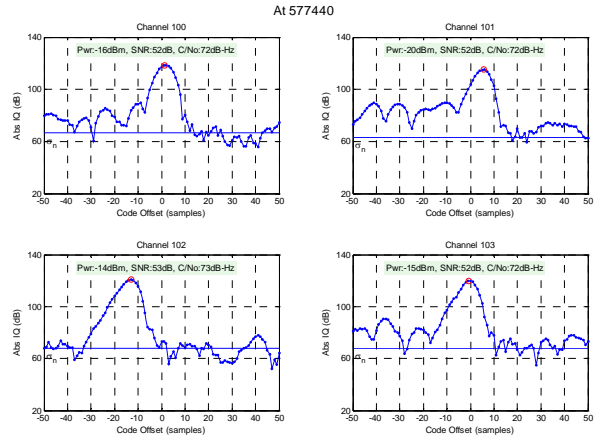 At 577440
Channel 100
Pwr:-16dBm, SNR:52dB, C/No:72dB-Hz
Abs IQ (dB)
140
100
60
20
σn
-50 -40 -30 -20 -10 0 10 20 30 40 50
Code Offset (samples)
Channel 101
Pwr:-20dBm, SNR:52dB, C/No:72dB-Hz
Abs IQ (dB)
140
100
60
20
σn
-50 -40 -30 -20 -10 0 10 20 30 40 50
Code Offset (samples)
Channel 102
Pwr:-14dBm, SNR:53dB, C/No:73dB-Hz
Abs IQ (dB)
140
100
60
20
σn
-50 -40 -30 -20 -10 0 10 20 30 40 50
Code Offset (samples)
Channel 103
Pwr:-15dBm, SNR:52dB, C/No:72dB-Hz
Abs IQ (dB)
140
100
60
20
σn
-50 -40 -30 -20 -10 0 10 20 30 40 50
Code Offset (samples)